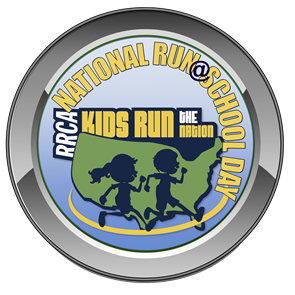 RRCA NATIONAL RUN@SCHOOL DAY
KIDS RUN THE NATION